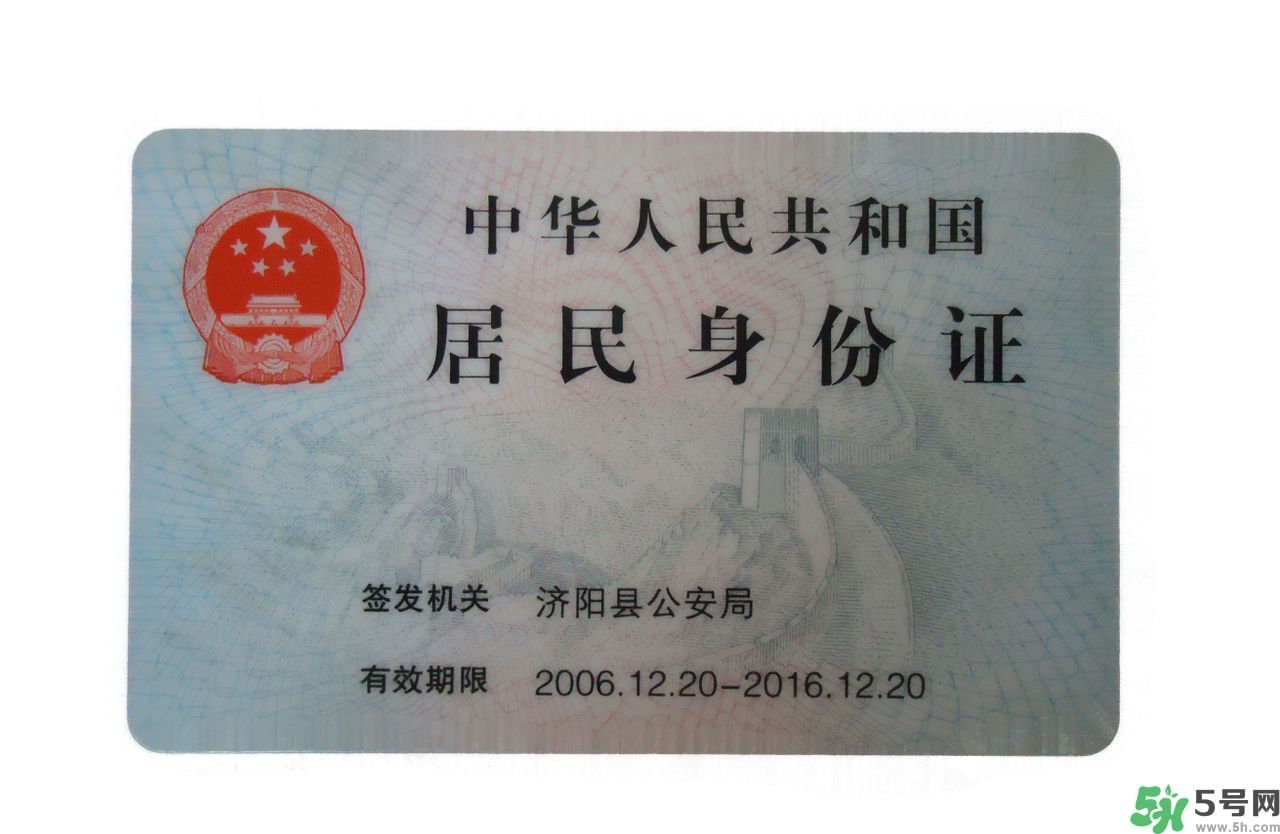 中华人民共和国
居民身份证
签发机关 济阳县公安局
有效期限 2006.12.20-2016.12.20
5号网
www.5h.com